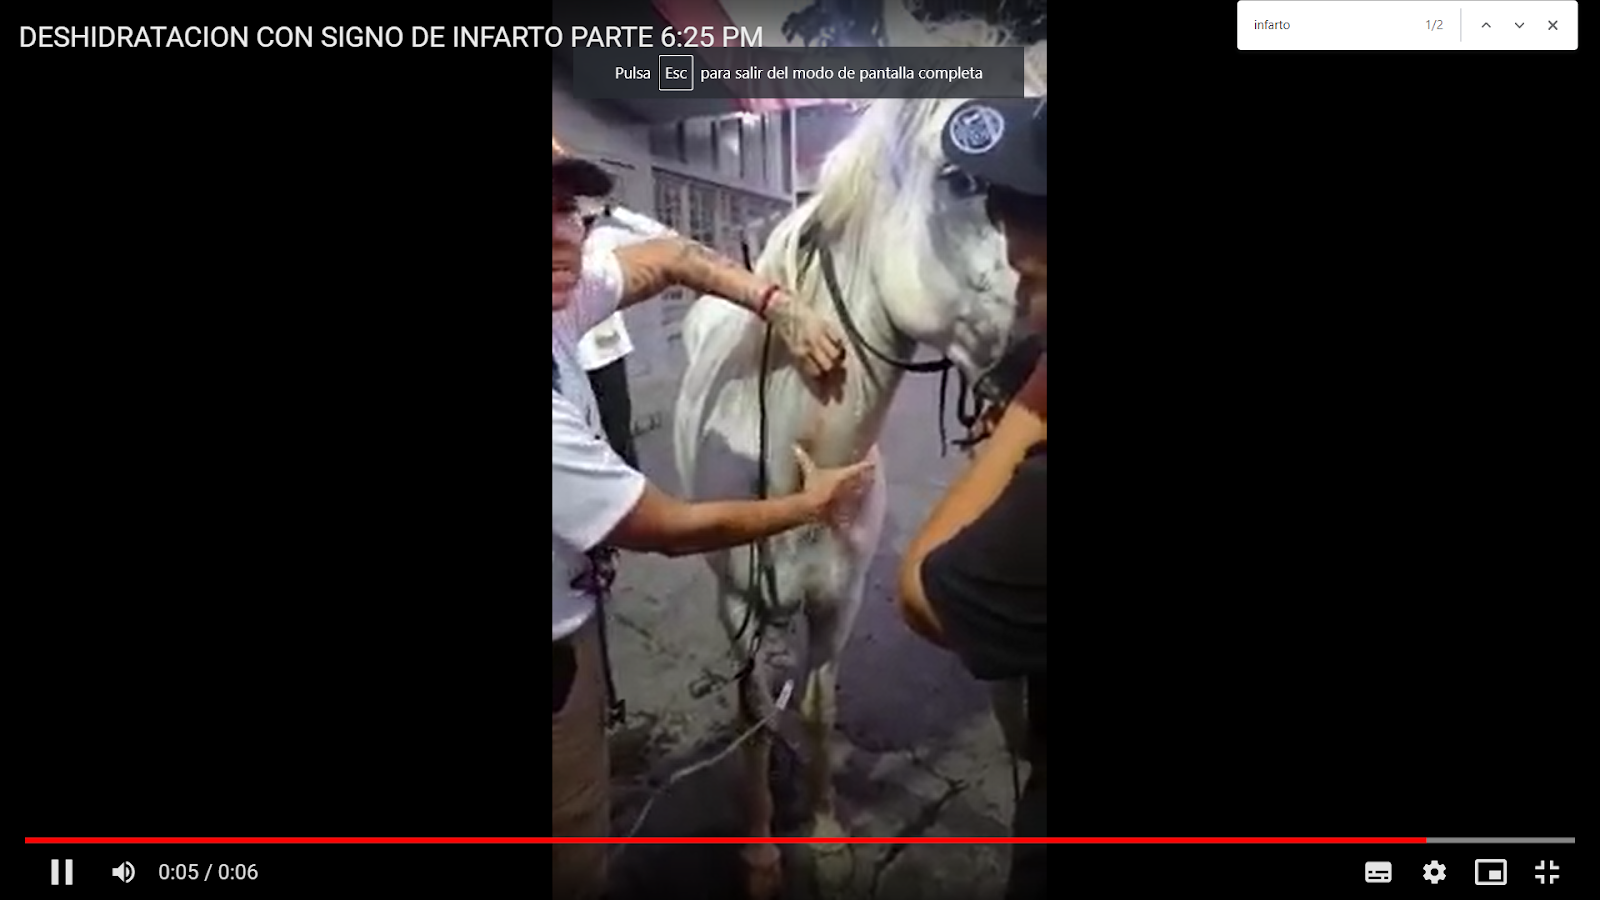 DESHIDRATACION CON SIGNO DE INFARTO PARTE 6:25 PM
infarto
1/2
Pulsa Esc para salir del modo de pantalla completa
0:05 / 0:06